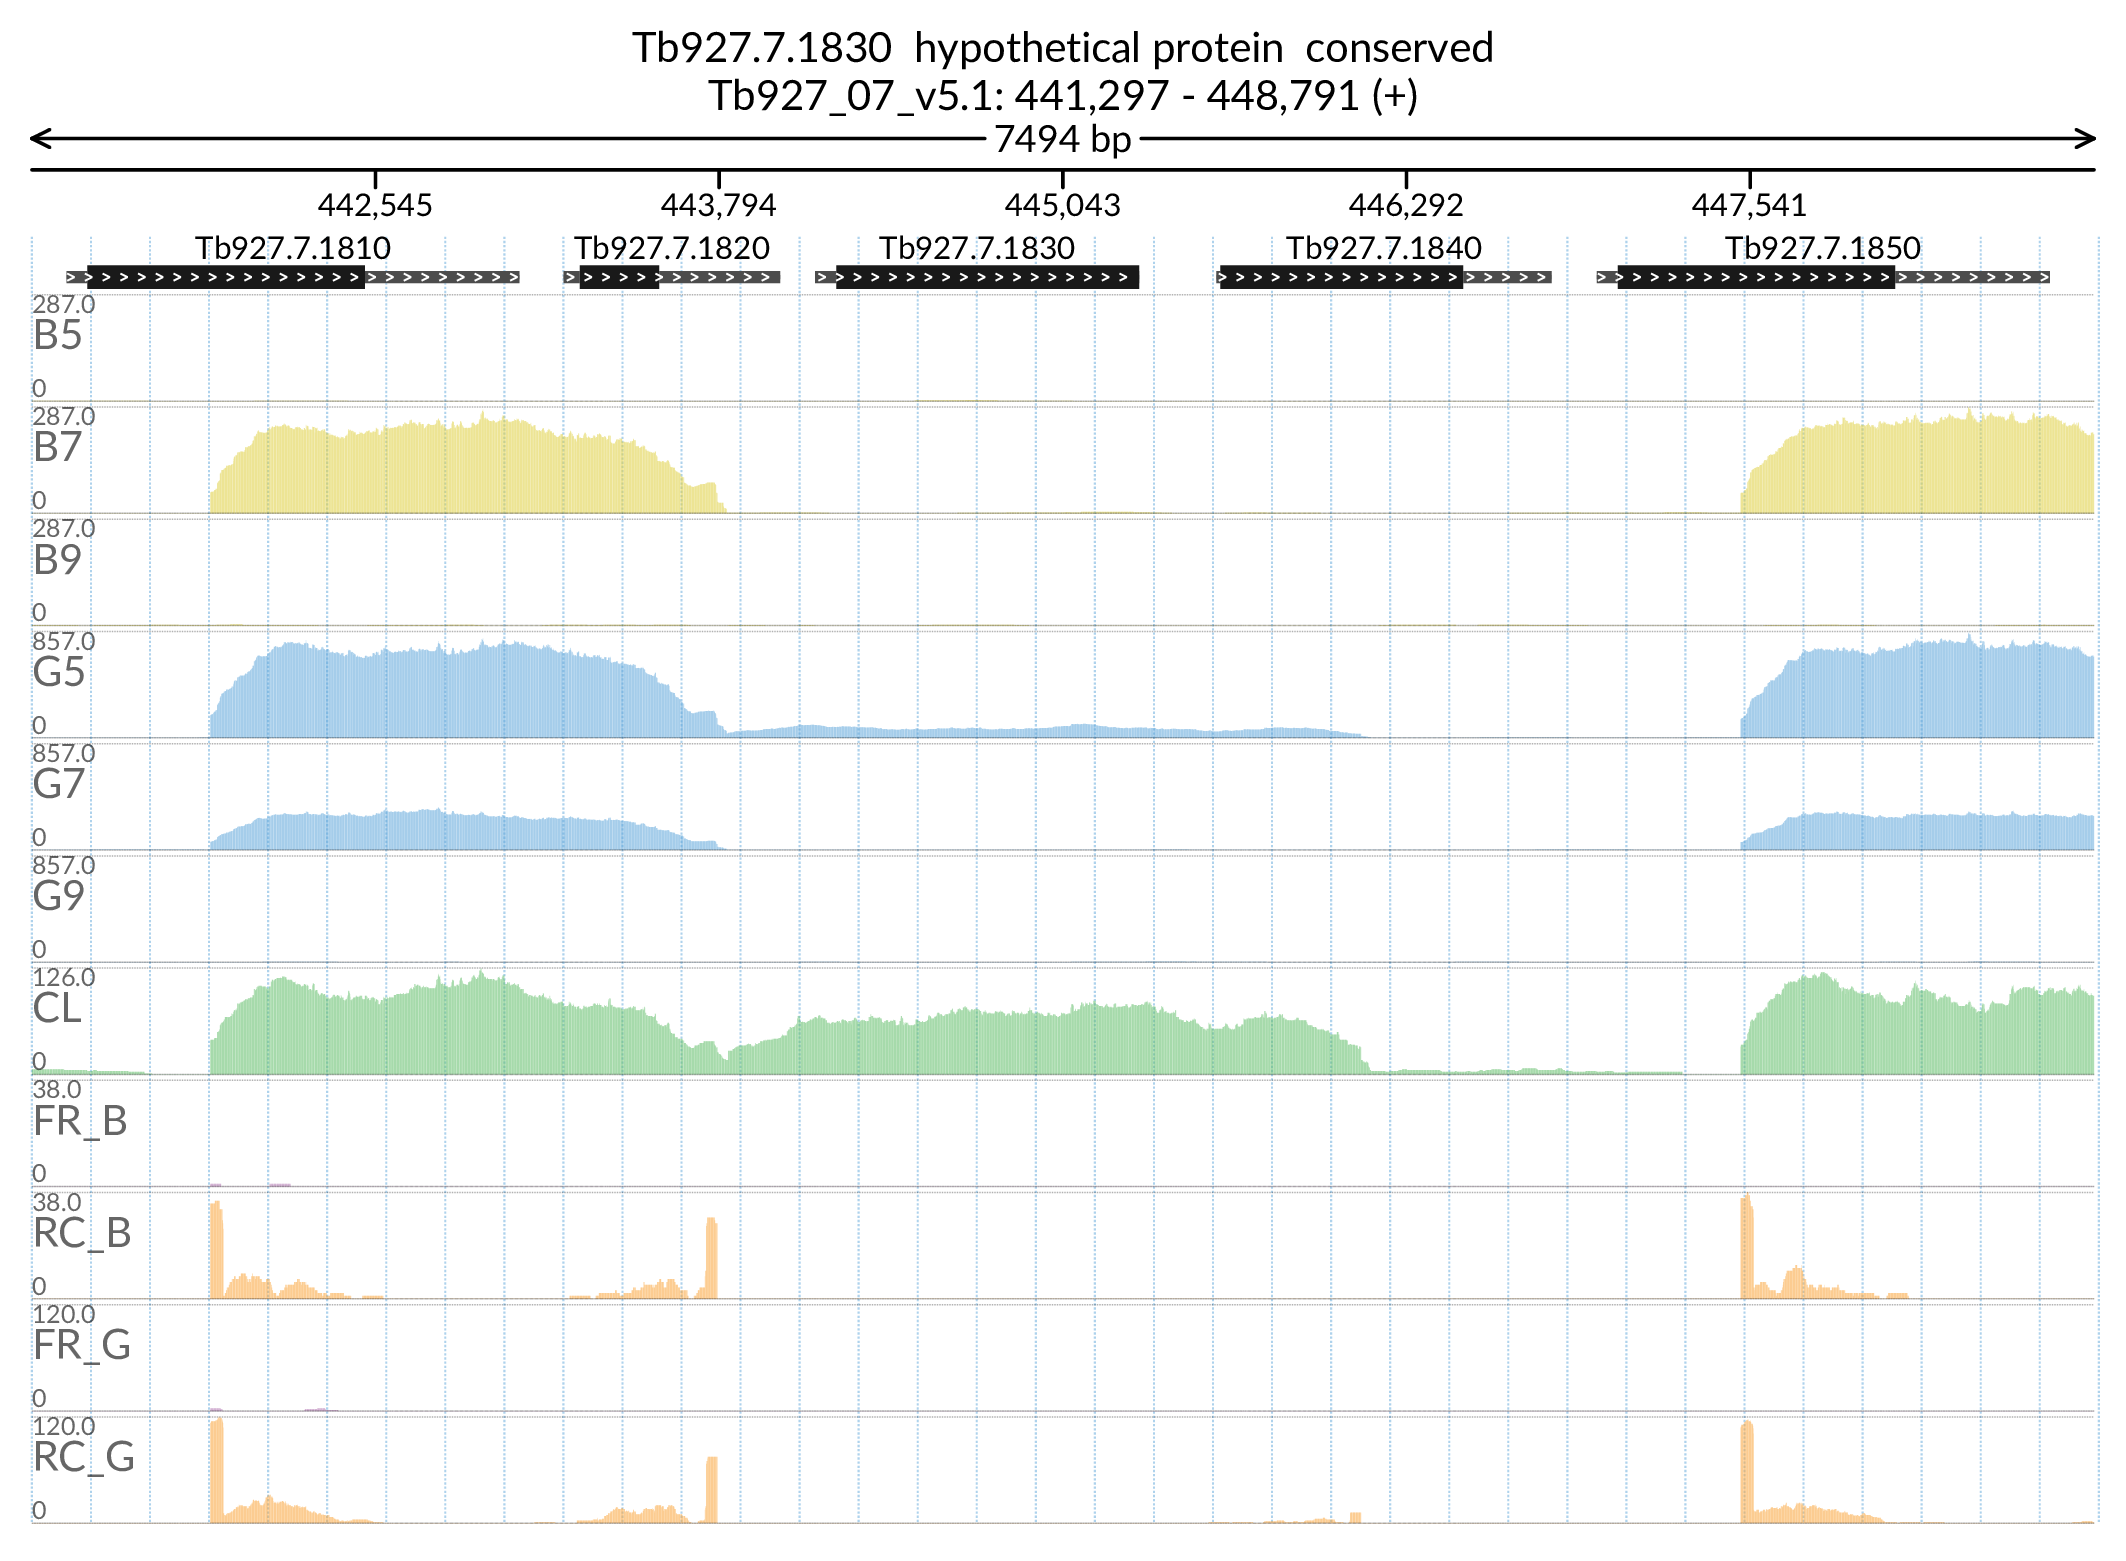 Tb927.7.1830  hypothetical protein  conserved
Tb927_07_v5.1: 441,297 - 448,791 (+)
7494 bp
442,545 443,794 445,043 446,292 447,541
Tb927.7.1810 Tb927.7.1820 Tb927.7.1830 Tb927.7.1840 Tb927.7.1850
287.0
B5
0
287.0
B7
0
287.0
B9
0
857.0
G5
0
857.0
G7
0
857.0
G9
0
126.0
CL
0
38.0
FR_B
0
38.0
RC_B
0
120.0
FR_G
0
120.0
RC_G
0